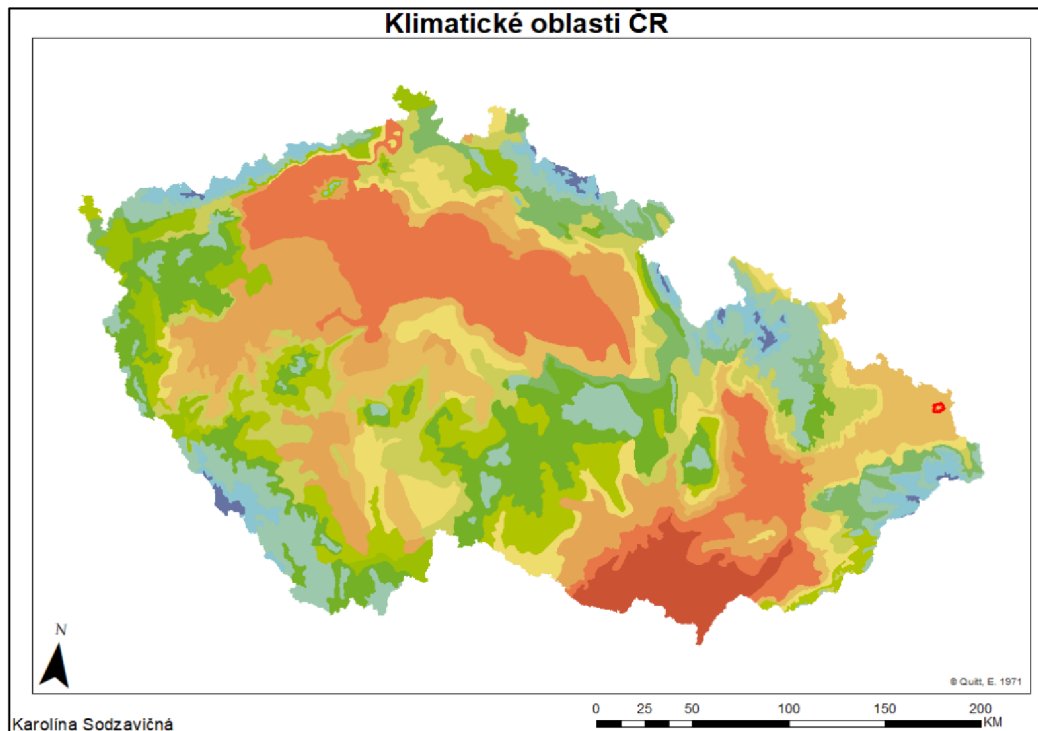 Klimatické oblasti ČR
N
© Quitt, E. 1971
Karolína Sodzavičná
0 25 50 100 150 200
KM